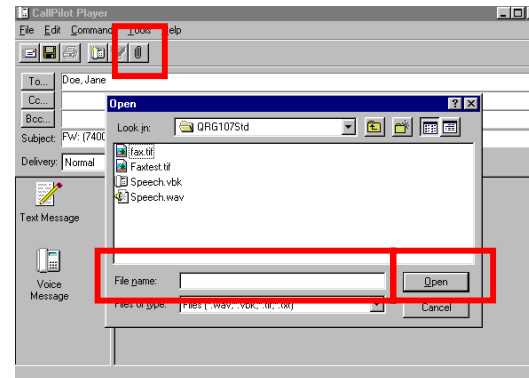 CallPilot Player
File Edit Command Tools Help
To... Doe, Jane
Cc...
Bcc...
Subject: FW: (7400
Delivery: Normal
Text Message
Voice
Message
Open
Look in: QRG107Std
fax.tif
Faxtest.tif
Speech.vbk
Speech.wav
File name:
Open
Files of type: Files (*.wav,*.vbk,*.tif,*.txt)
Cancel